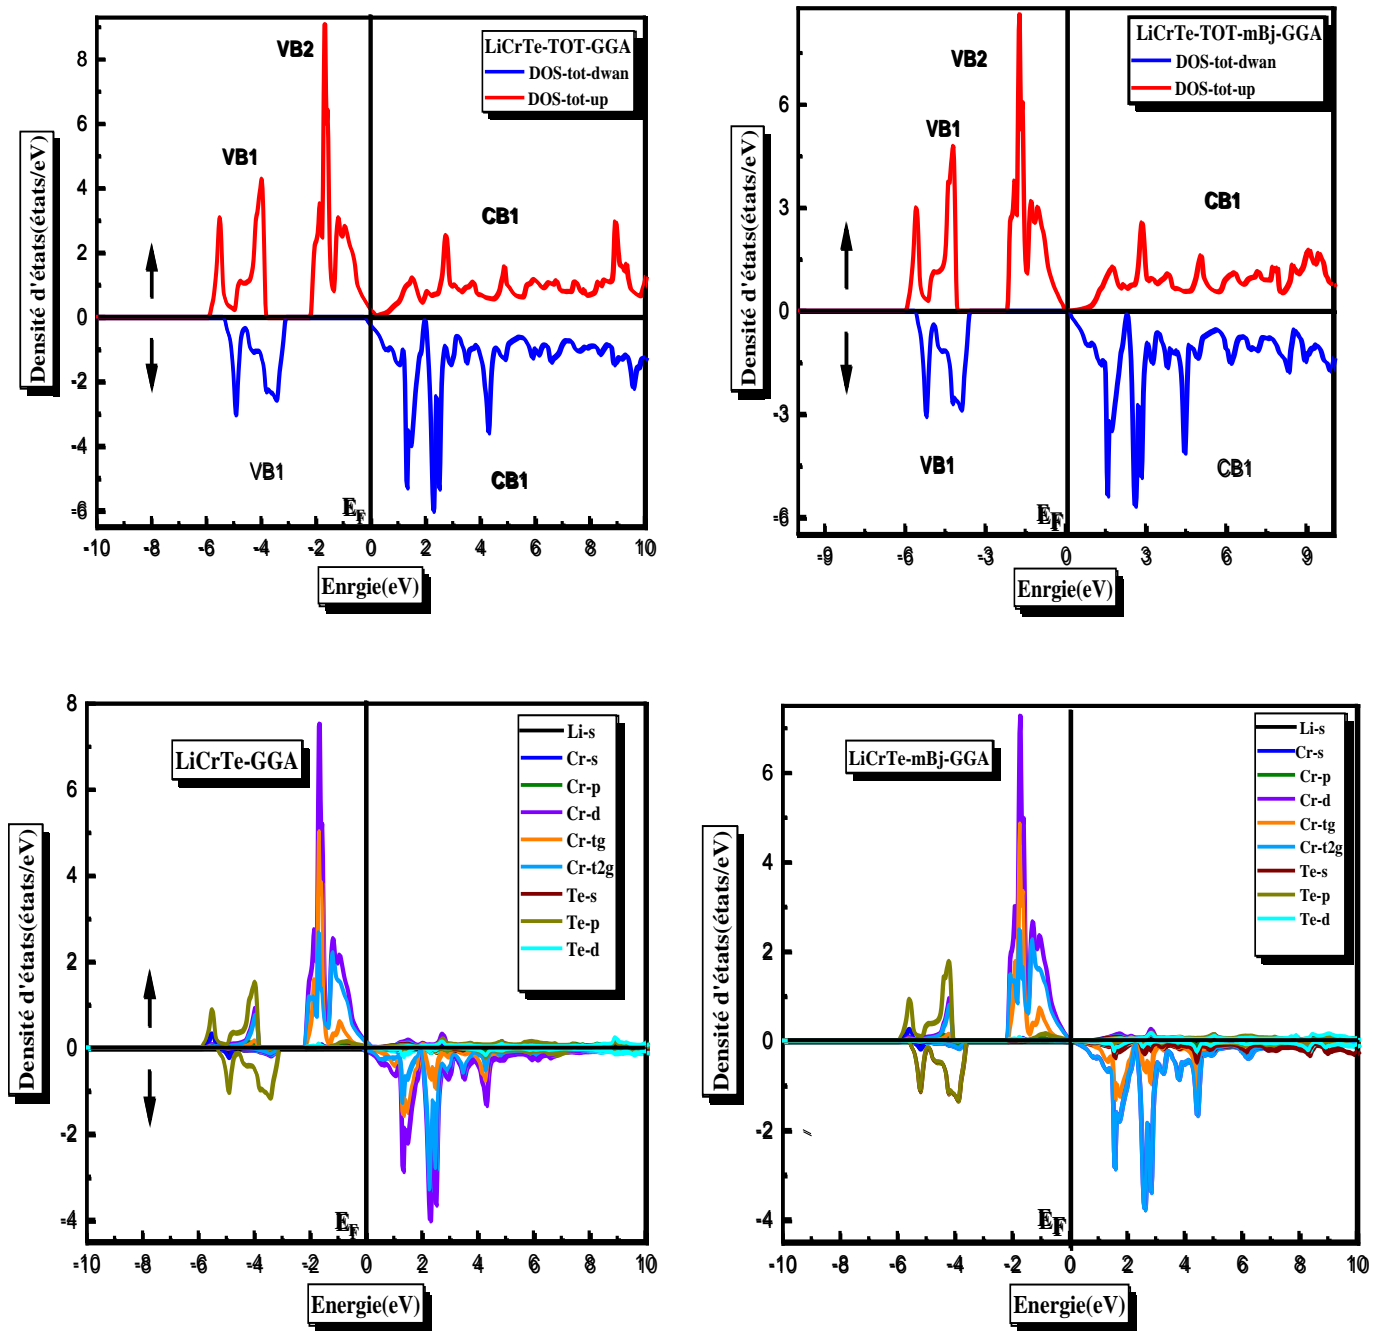 LiCrTe-TOT-GGA
DOS-tot-dwan
DOS-tot-up
VB2
VB1
CB1
VB1
CB1
E_F
8
6
4
2
0
-2
-4
-6
-10 -8 -6 -4 -2 0 2 4 6 8 10
Densité d'états(états/eV)
Enrgie(eV)
LiCrTe-TOT-mBj-GGA
DOS-tot-dwan
DOS-tot-up
VB2
VB1
CB1
VB1
CB1
E_F
6
3
0
-3
-6
-9 -6 -3 0 3 6 9
Densité d'états(états/eV)
Enrgie(eV)
LiCrTe-GGA
Li-s
Cr-s
Cr-p
Cr-d
Cr-tg
Cr-t2g
Te-s
Te-p
Te-d
E_F
8
6
4
2
0
-2
-4
-10 -8 -6 -4 -2 0 2 4 6 8 10
Densité d'états(états/eV)
Energie(eV)
LiCrTe-mBj-GGA
Li-s
Cr-s
Cr-p
Cr-d
Cr-tg
Cr-t2g
Te-s
Te-p
Te-d
E_F
6
4
2
0
-2
-4
-10 -8 -6 -4 -2 0 2 4 6 8 10
Densité d'états(états/eV)
Energie(eV)